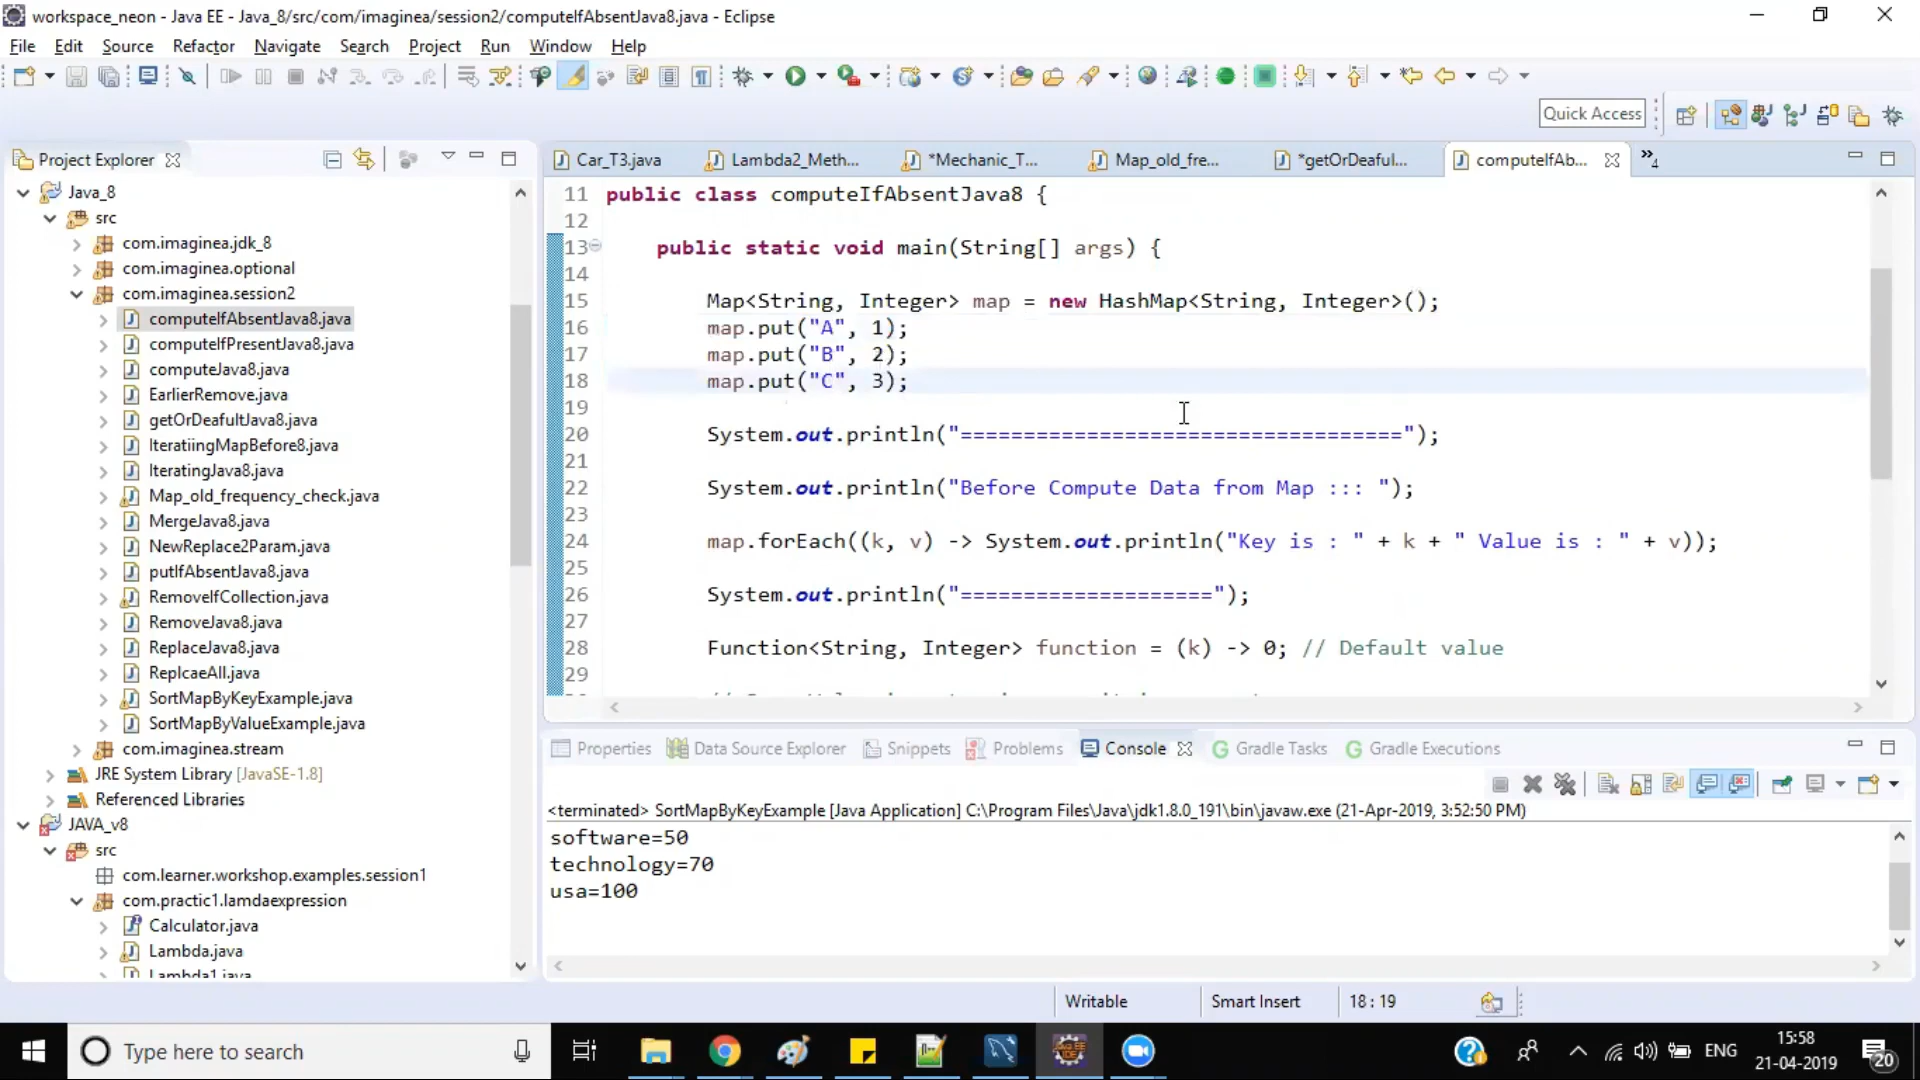 workspace_neon - Java EE - Java_8/src/com/imaginea/session2/computeIfAbsentJava8.java - Eclipse
File Edit Source Refactor Navigate Search Project Run Window Help
Quick Access
Project Explorer
Car_T3.java Lambda2_Meth... *Mechanic_T... Map_old_fre... *getOrDeaful... computeIfAb... »4
Java_8
src
com.imaginea.jdk_8
com.imaginea.optional
com.imaginea.session2
computeIfAbsentJava8.java
computeIfPresentJava8.java
computeJava8.java
EarlierRemove.java
getOrDeafultJava8.java
IteratiingMapBefore8.java
IteratingJava8.java
Map_old_frequency_check.java
MergeJava8.java
NewReplace2Param.java
putIfAbsentJava8.java
RemoveIfCollection.java
RemoveJava8.java
ReplaceJava8.java
ReplcaeAll.java
SortMapByKeyExample.java
SortMapByValueExample.java
com.imaginea.stream
JRE System Library [JavaSE-1.8]
Referenced Libraries
JAVA_v8
src
com.learner.workshop.examples.session1
com.practic1.lamdaexpression
Calculator.java
Lambda.java
Lambda1.java
11 public class computeIfAbsentJava8 {
12
13 public static void main(String[] args) {
14
15 Map<String, Integer> map = new HashMap<String, Integer>();
16 map.put("A", 1);
17 map.put("B", 2);
18 map.put("C", 3);
19
20 System.out.println("===================================");
21
22 System.out.println("Before Compute Data from Map ::: ");
23
24 map.forEach((k, v) -> System.out.println("Key is : " + k + " Value is : " + v));
25
26 System.out.println("====================");
27
28 Function<String, Integer> function = (k) -> 0; // Default value
29
Properties Data Source Explorer Snippets Problems Console Gradle Tasks Gradle Executions
<terminated> SortMapByKeyExample [Java Application] C:\Program Files\Java\jdk1.8.0_191\bin\javaw.exe (21-Apr-2019, 3:52:50 PM)
software=50
technology=70
usa=100
Writable Smart Insert 18 : 19
Type here to search
ENG
15:58
21-04-2019
20